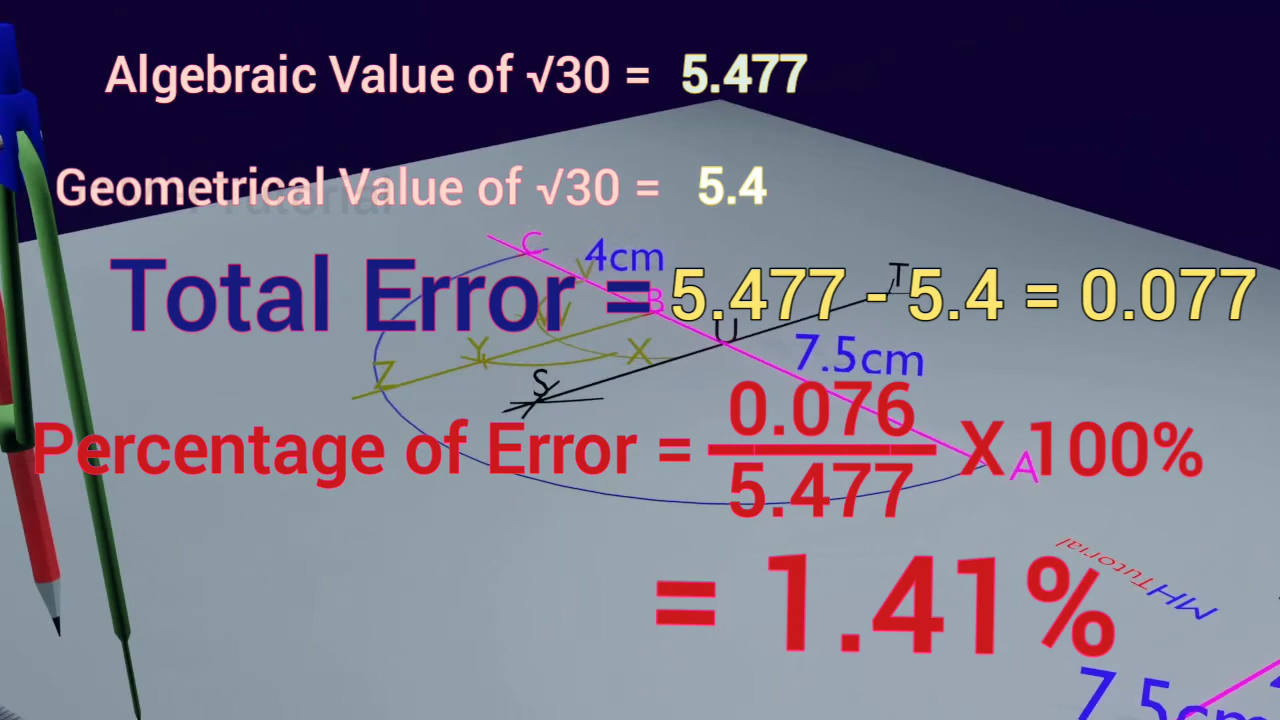 Algebraic Value of √30 = 5.477
Geometrical Value of √30 = 5.4
Tutorial
C
4cm
T
Total Error = 5.477 - 5.4 = 0.077
V
B
W
U
Y
X
7.5cm
Z
S
Percentage of Error = 0.076
5.477
X 100%
A
= 1.41%
MHTutorial
7.5cm